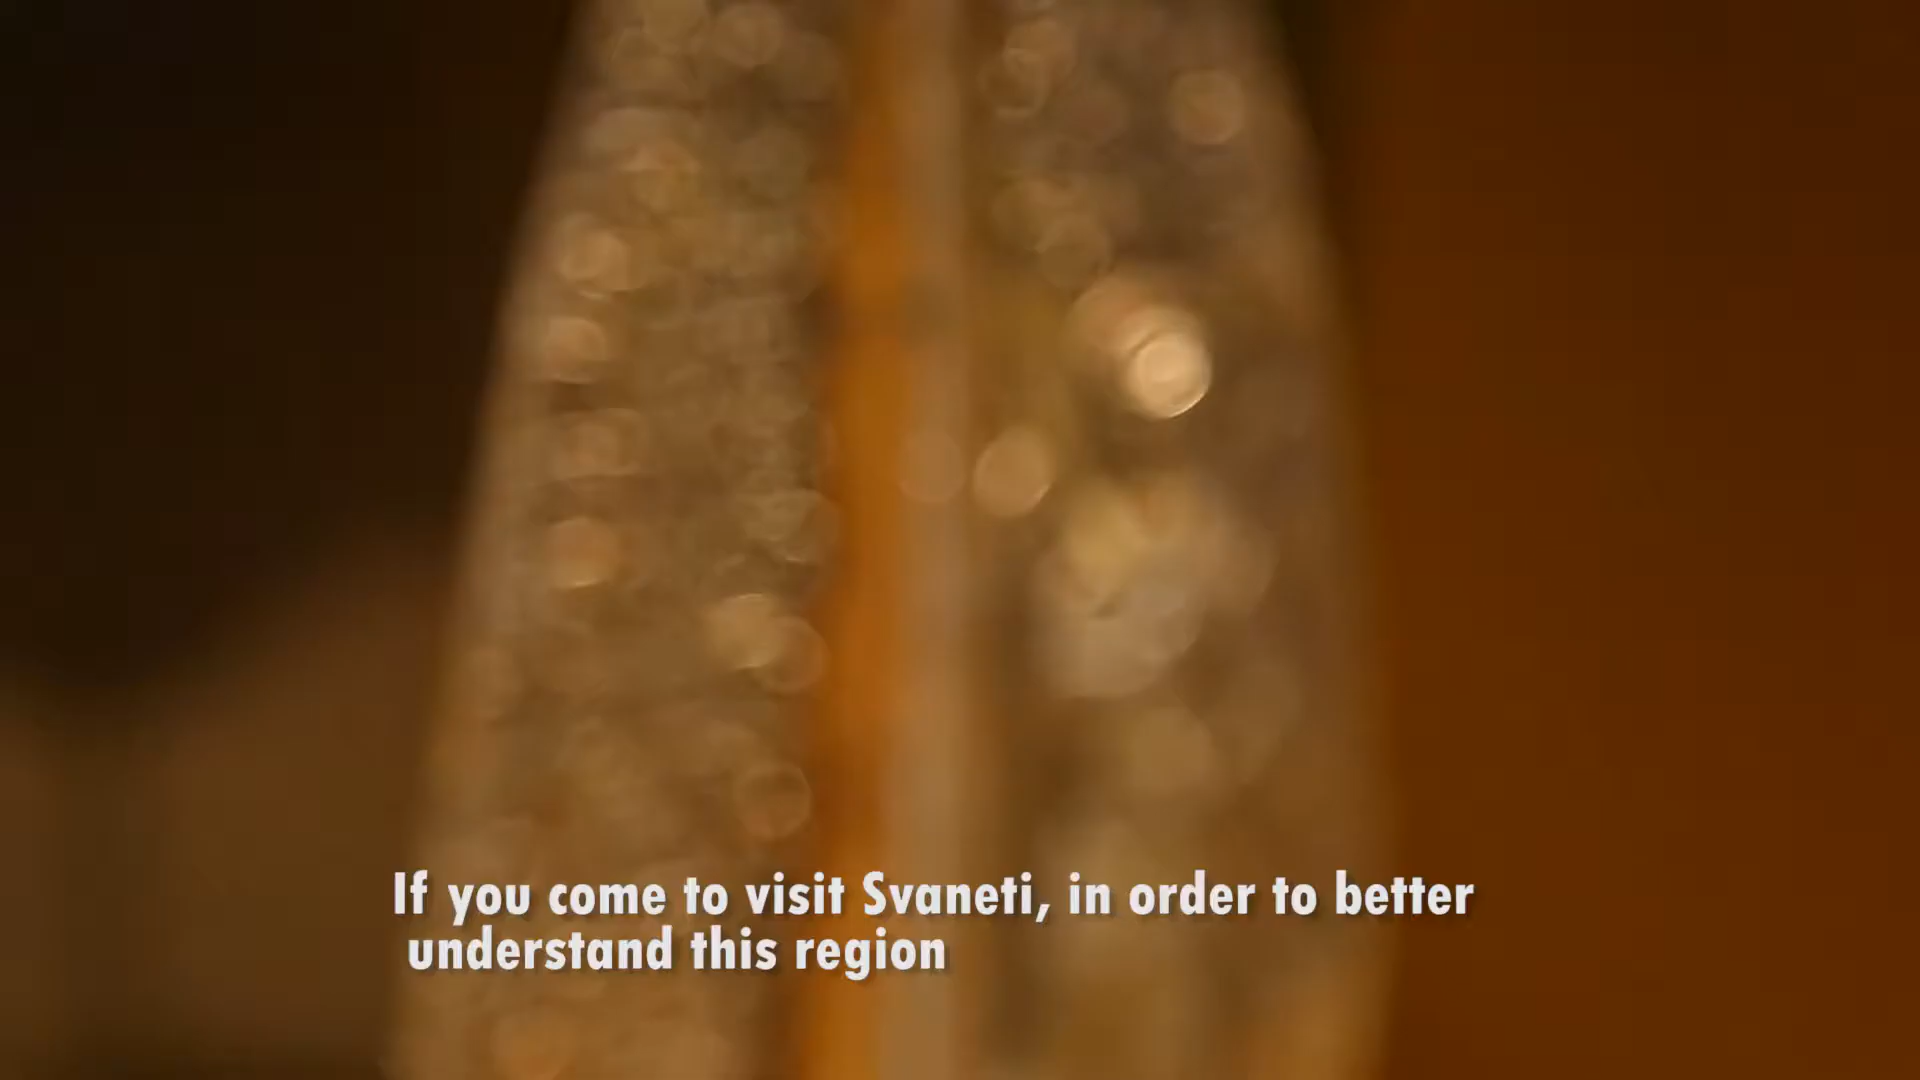 If you come to visit Svaneti, in order to better
understand this region